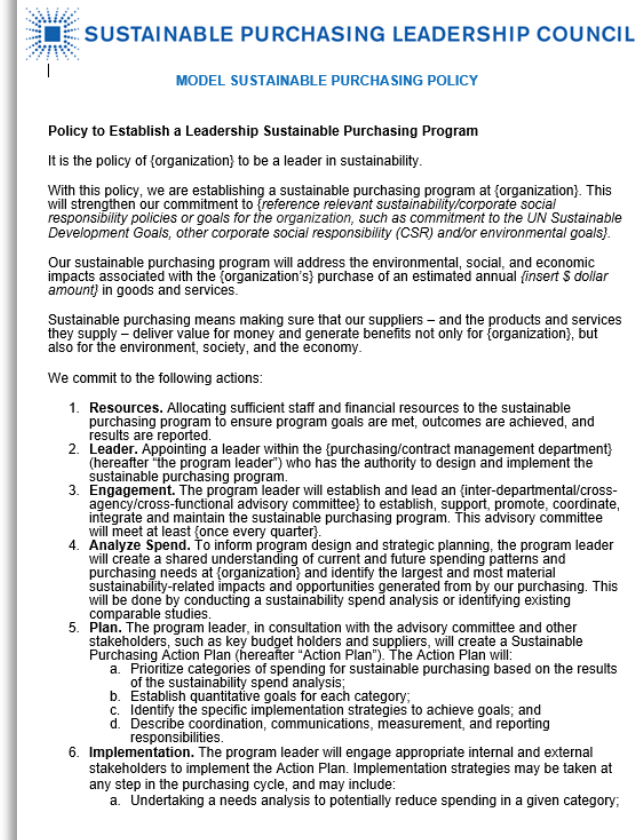 SUSTAINABLE PURCHASING LEADERSHIP COUNCIL
MODEL SUSTAINABLE PURCHASING POLICY
Policy to Establish a Leadership Sustainable Purchasing Program
It is the policy of {organization} to be a leader in sustainability.
With this policy, we are establishing a sustainable purchasing program at {organization}. This
will strengthen our commitment to {reference relevant sustainability/corporate social
responsibility policies or goals for the organization, such as commitment to the UN Sustainable
Development Goals, other corporate social responsibility (CSR) and/or environmental goals}.
Our sustainable purchasing program will address the environmental, social, and economic
impacts associated with the {organization's} purchase of an estimated annual {insert $ dollar
amount} in goods and services.
Sustainable purchasing means making sure that our suppliers – and the products and services
they supply – deliver value for money and generate benefits not only for {organization}, but
also for the environment, society, and the economy.
We commit to the following actions:
1. Resources. Allocating sufficient staff and financial resources to the sustainable
purchasing program to ensure program goals are met, outcomes are achieved, and
results are reported.
2. Leader. Appointing a leader within the {purchasing/contract management department}
(hereafter "the program leader") who has the authority to design and implement the
sustainable purchasing program.
3. Engagement. The program leader will establish and lead an {inter-departmental/cross-
agency/cross-functional advisory committee} to establish, support, promote, coordinate,
integrate and maintain the sustainable purchasing program. This advisory committee
will meet at least {once every quarter}.
4. Analyze Spend. To inform program design and strategic planning, the program leader
will create a shared understanding of current and future spending patterns and
purchasing needs at {organization} and identify the largest and most material
sustainability-related impacts and opportunities generated from by our purchasing. This
will be done by conducting a sustainability spend analysis or identifying existing
comparable studies.
5. Plan. The program leader, in consultation with the advisory committee and other
stakeholders, such as key budget holders and suppliers, will create a Sustainable
Purchasing Action Plan (hereafter "Action Plan"). The Action Plan will:
a. Prioritize categories of spending for sustainable purchasing based on the results
of the sustainability spend analysis;
b. Establish quantitative goals for each category;
c. Identify the specific implementation strategies to achieve goals; and
d. Describe coordination, communications, measurement, and reporting
responsibilities.
6. Implementation. The program leader will engage appropriate internal and external
stakeholders to implement the Action Plan. Implementation strategies may be taken at
any step in the purchasing cycle, and may include:
a. Undertaking a needs analysis to potentially reduce spending in a given category;